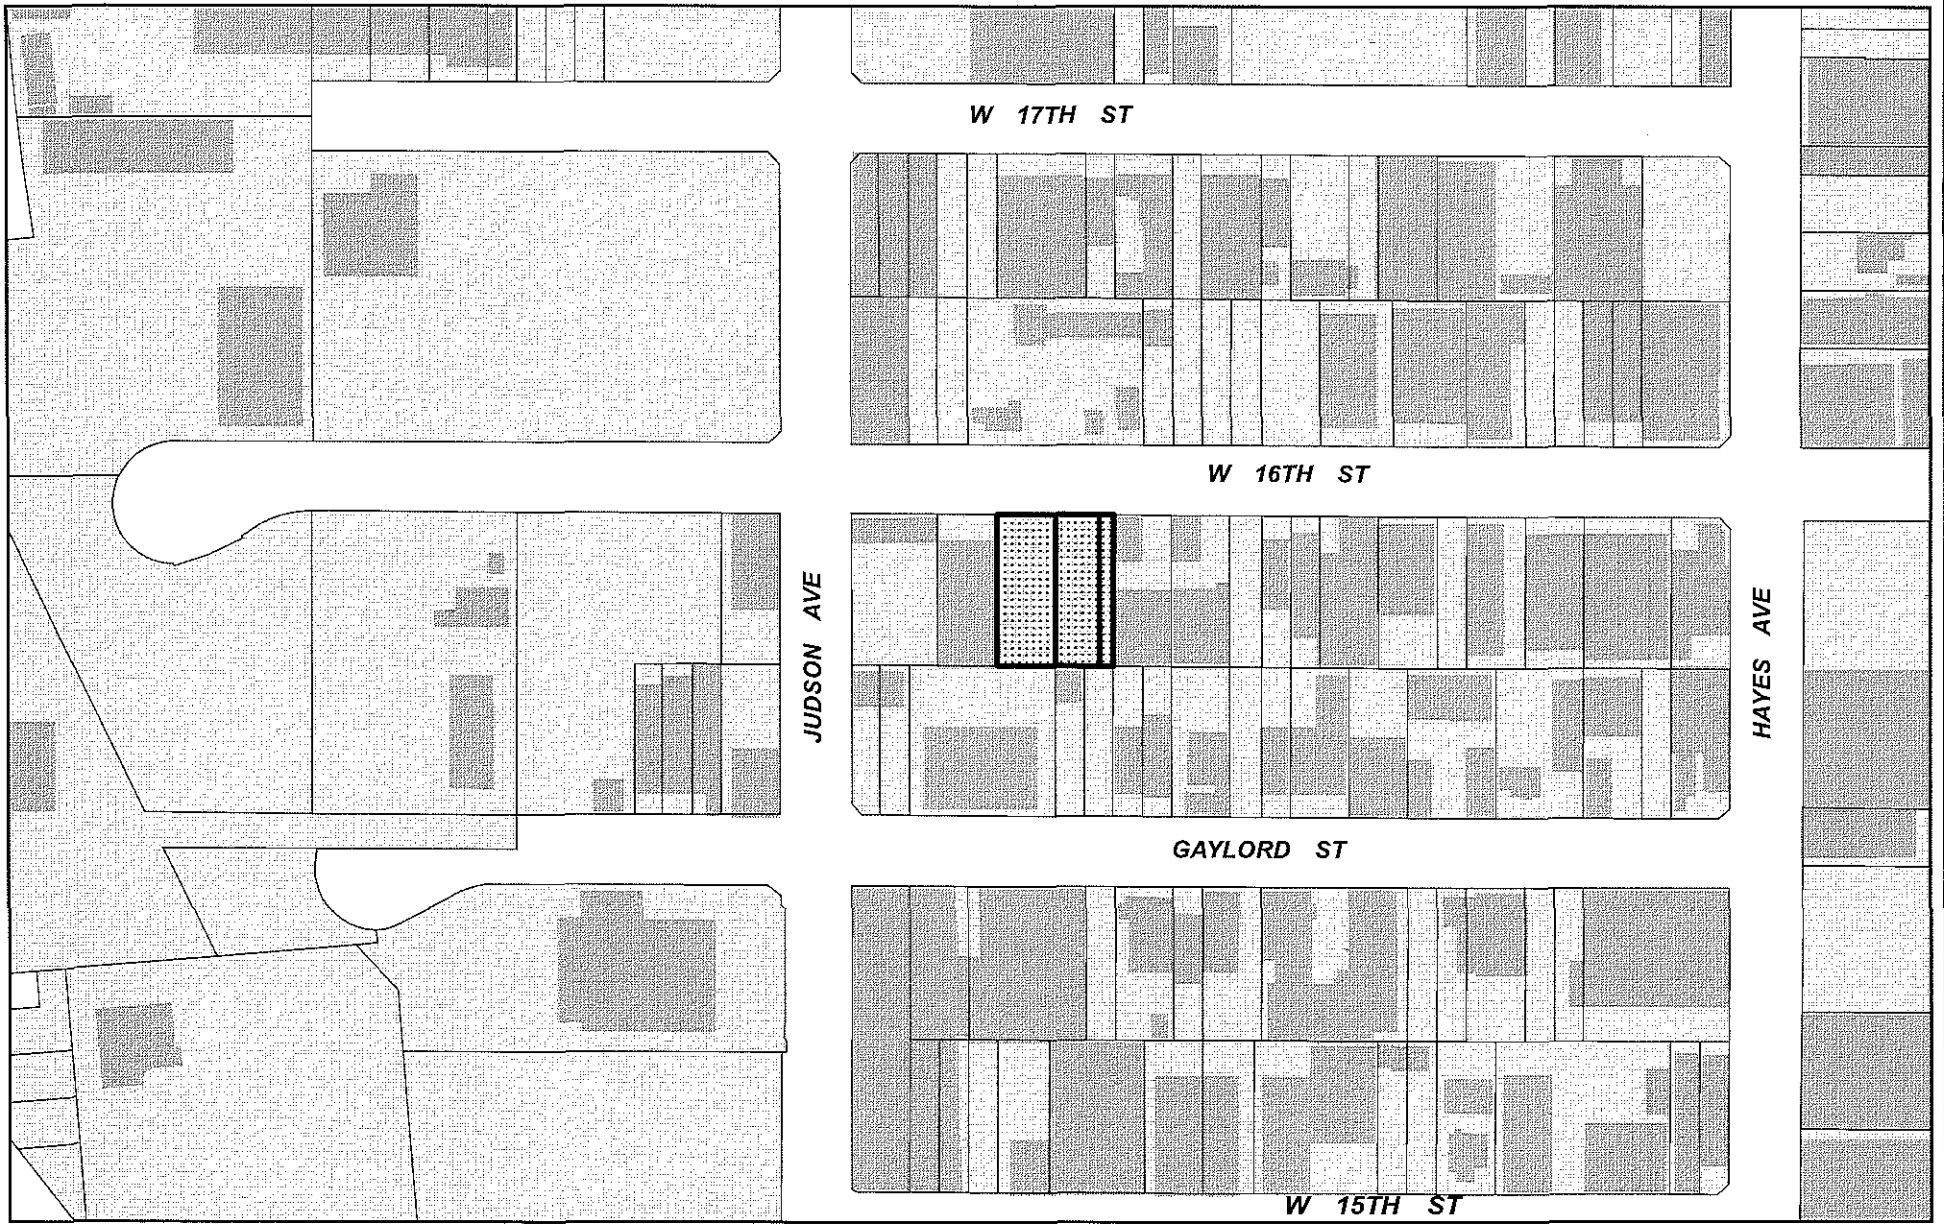 W 17TH ST
W 16TH ST
JUDSON AVE
HAYES AVE
GAYLORD ST
W 15TH ST